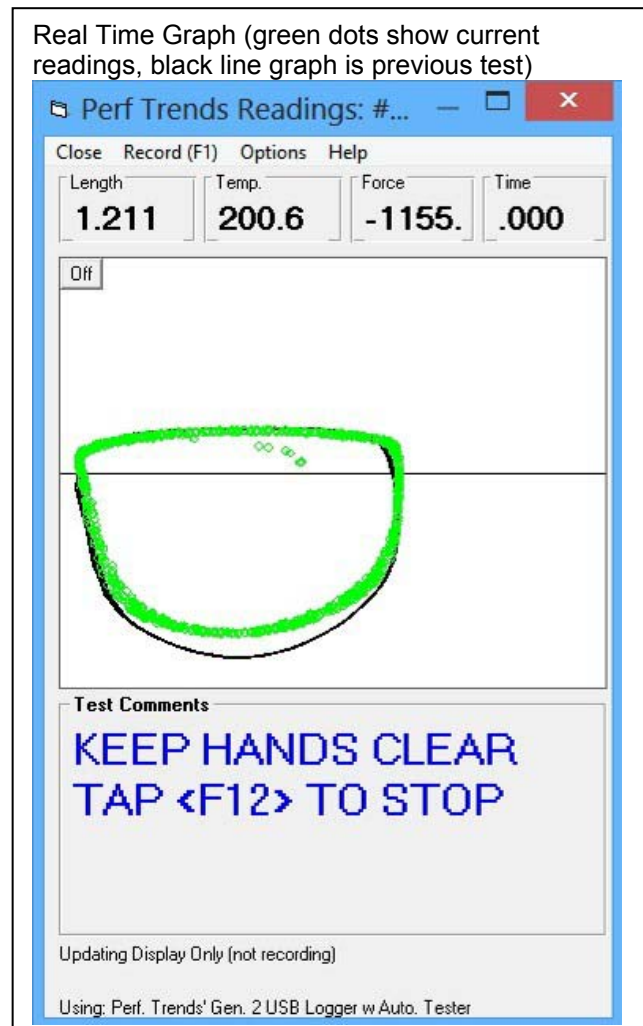 Real Time Graph (green dots show current
readings, black line graph is previous test)
Perf Trends Readings: #...
Close Record (F1) Options Help
Length Temp. Force Time
1.211 200.6 -1155. .000
Off
Test Comments
KEEP HANDS CLEAR
TAP <F12> TO STOP
Updating Display Only (not recording)
Using: Perf. Trends' Gen. 2 USB Logger w Auto. Tester